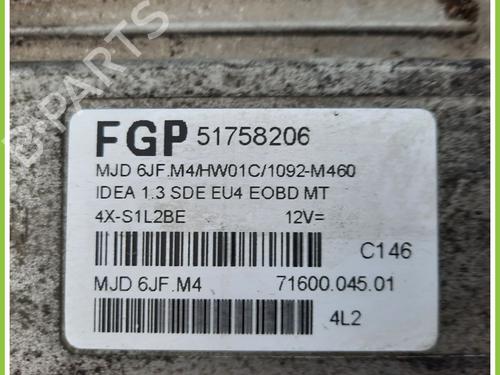 B-PARTS
FGP 51758206
MJD 6JF.M4/HW01C/1092-M460
IDEA 1.3 SDE EU4 EOBD MT
4X-S1L2BE 12V=
C146
MJD 6JF.M4 71600.045.01
4L2